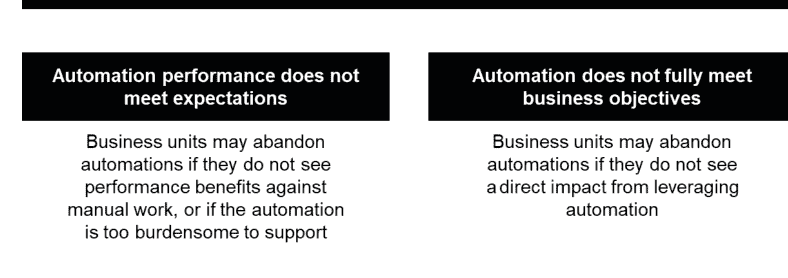 Automation performance does not
meet expectations
Business units may abandon
automations if they do not see
performance benefits against
manual work, or if the automation
is too burdensome to support
Automation does not fully meet
business objectives
Business units may abandon
automations if they do not see
a direct impact from leveraging
automation